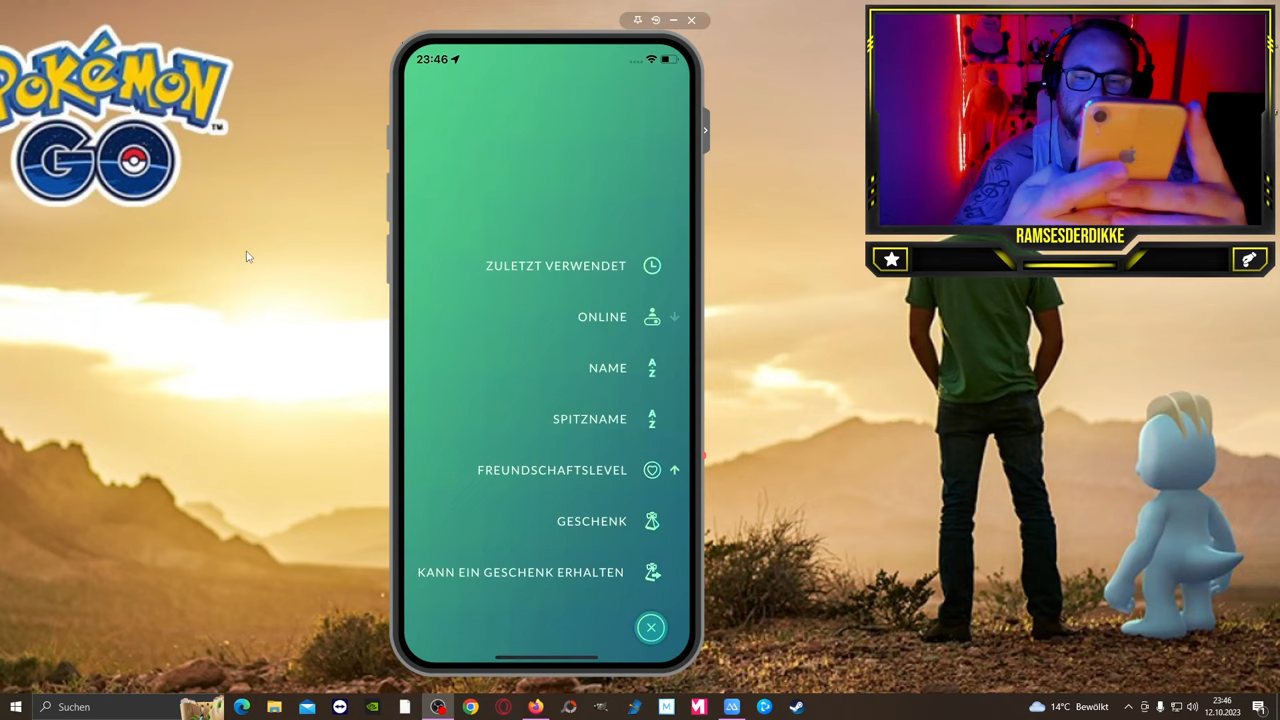 POKÉMON
GO
TM
23:46
ZULETZT VERWENDET
ONLINE
NAME
SPITZNAME
FREUNDSCHAFTSLEVEL
GESCHENK
KANN EIN GESCHENK ERHALTEN
RAMSESDERDIKKE
Suchen
14°C Bewölkt
23:46
12.10.2023